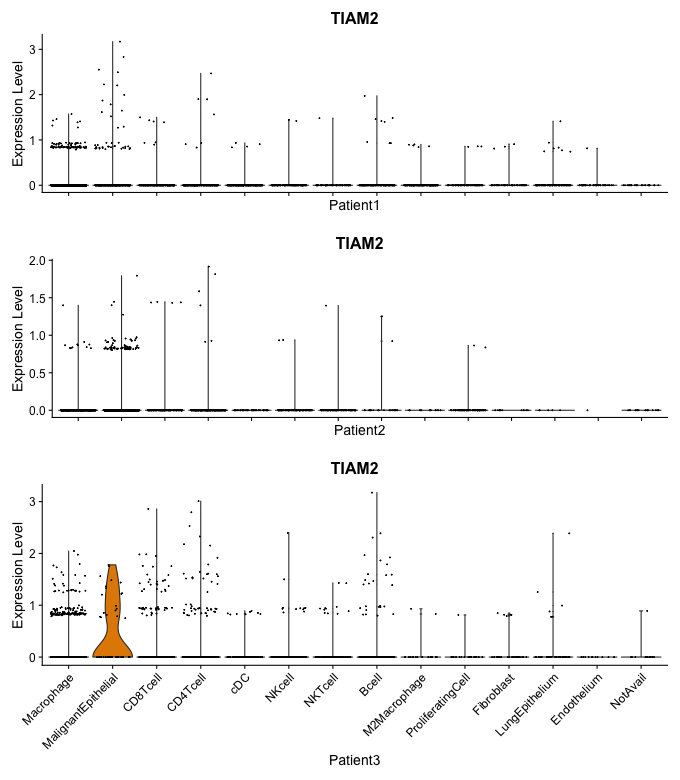 TIAM2
Expression Level
3
2
1
0
Patient1
TIAM2
Expression Level
2.0
1.5
1.0
0.5
0.0
Patient2
TIAM2
Expression Level
3
2
1
0
Macrophage
MalignantEpithelial
CD8Tcell
CD4Tcell
cDC
NKcell
NKTcell
Bcell
M2Macrophage
ProliferatingCell
Fibroblast
LungEpithelium
Endothelium
NotAvail
Patient3